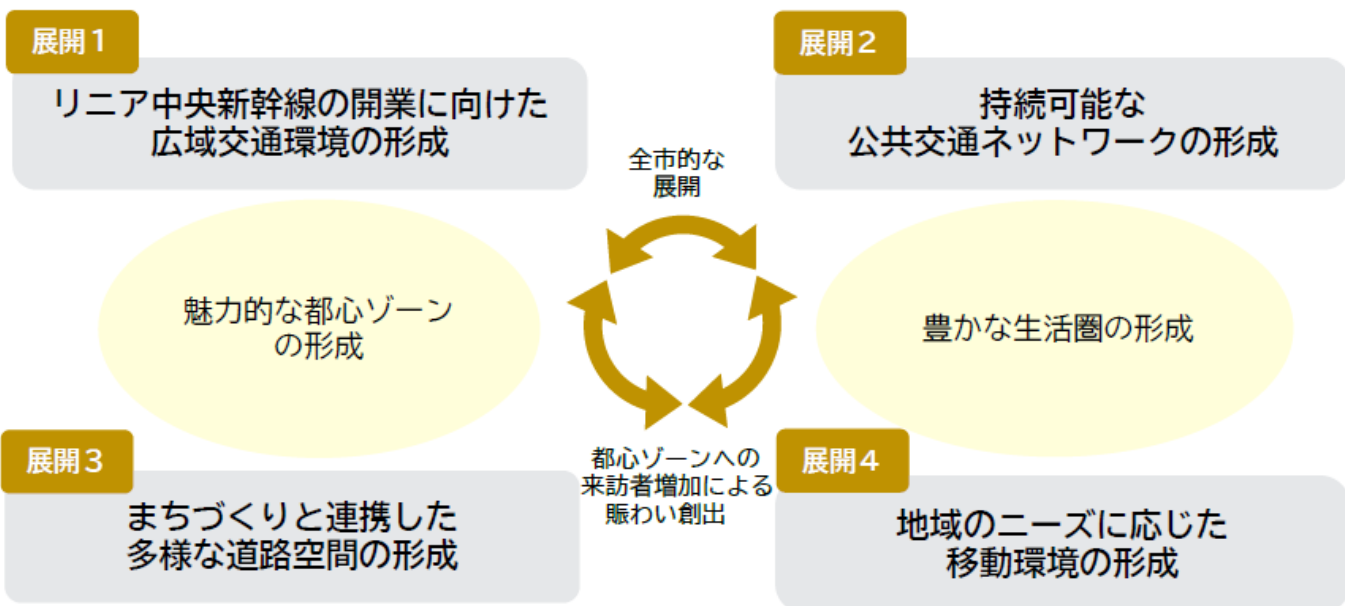 展開1
リニア中央新幹線の開業に向けた
広域交通環境の形成
展開2
持続可能な
公共交通ネットワークの形成
全市的な
展開
魅力的な都心ゾーン
の形成
豊かな生活圏の形成
展開3
まちづくりと連携した
多様な道路空間の形成
都心ゾーンへの
来訪者増加による
賑わい創出
展開4
地域のニーズに応じた
移動環境の形成